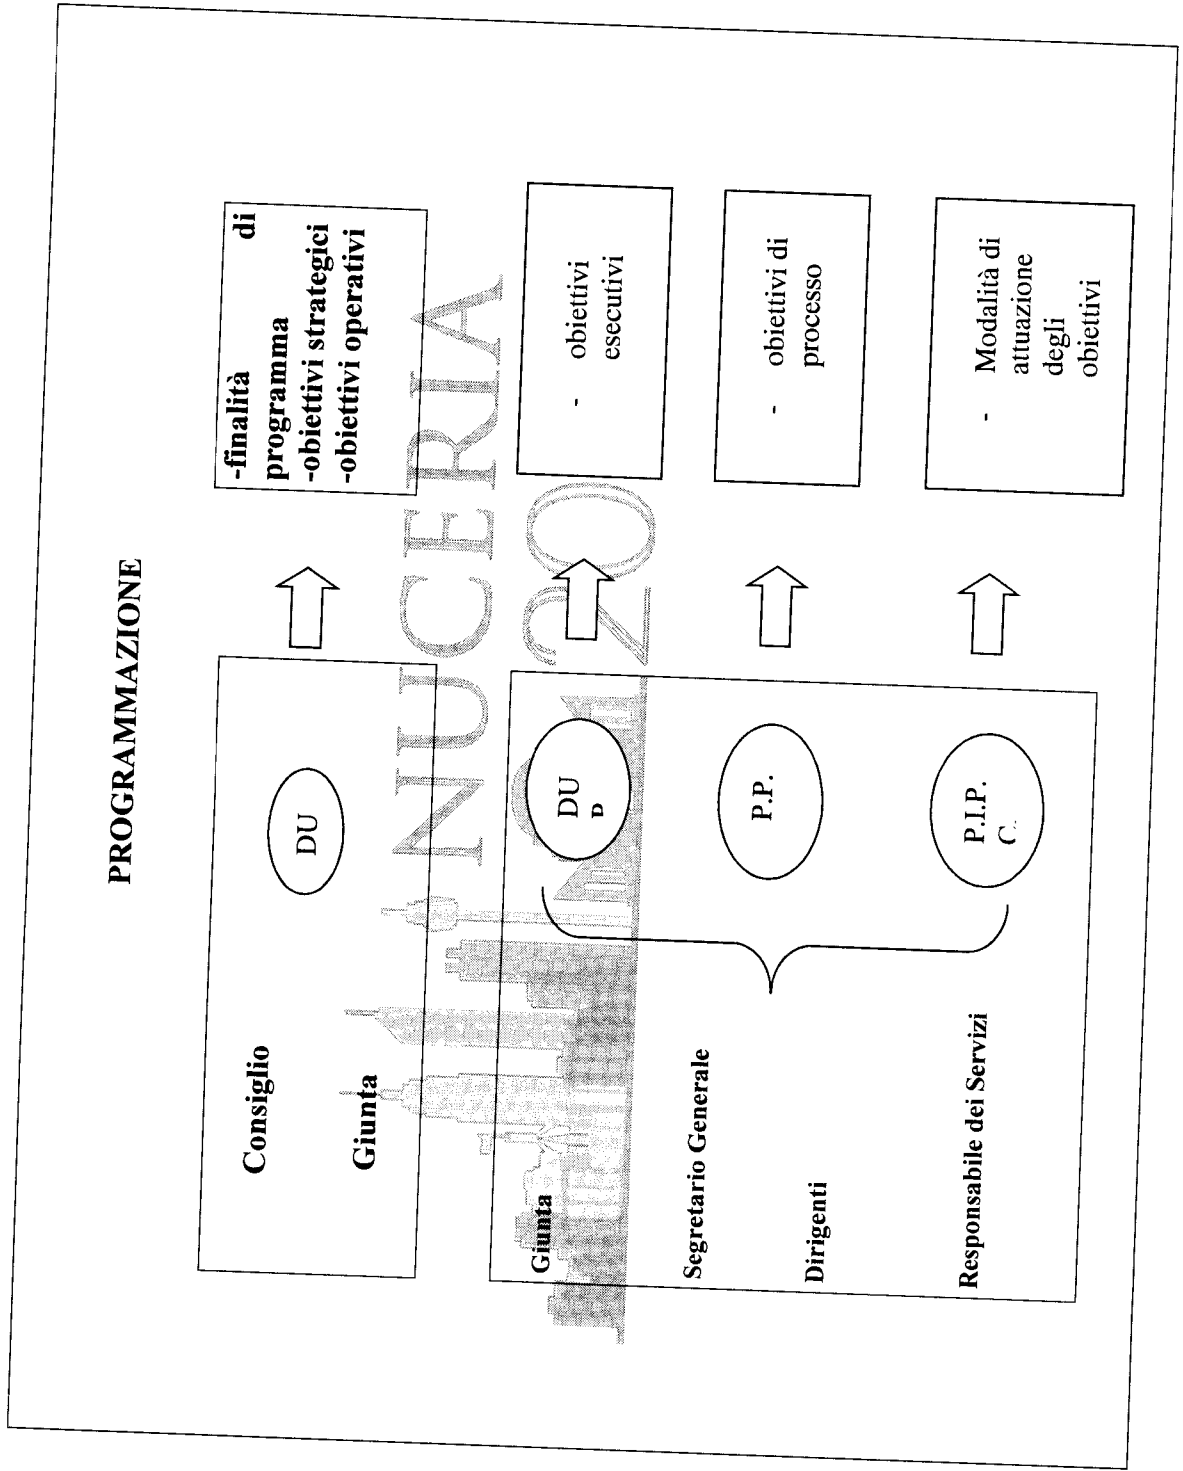 PROGRAMMAZIONE
Consiglio
Giunta
DU
-finalità di
programma
-obiettivi strategici
-obiettivi operativi
NUCERIA
20
Giunta
DU
P
- obiettivi
esecutivi
Segretario Generale
Dirigenti
P.P.
- obiettivi di
processo
Responsabile dei Servizi
P.I.P.
C.
- Modalità di
attuazione
degli
obiettivi